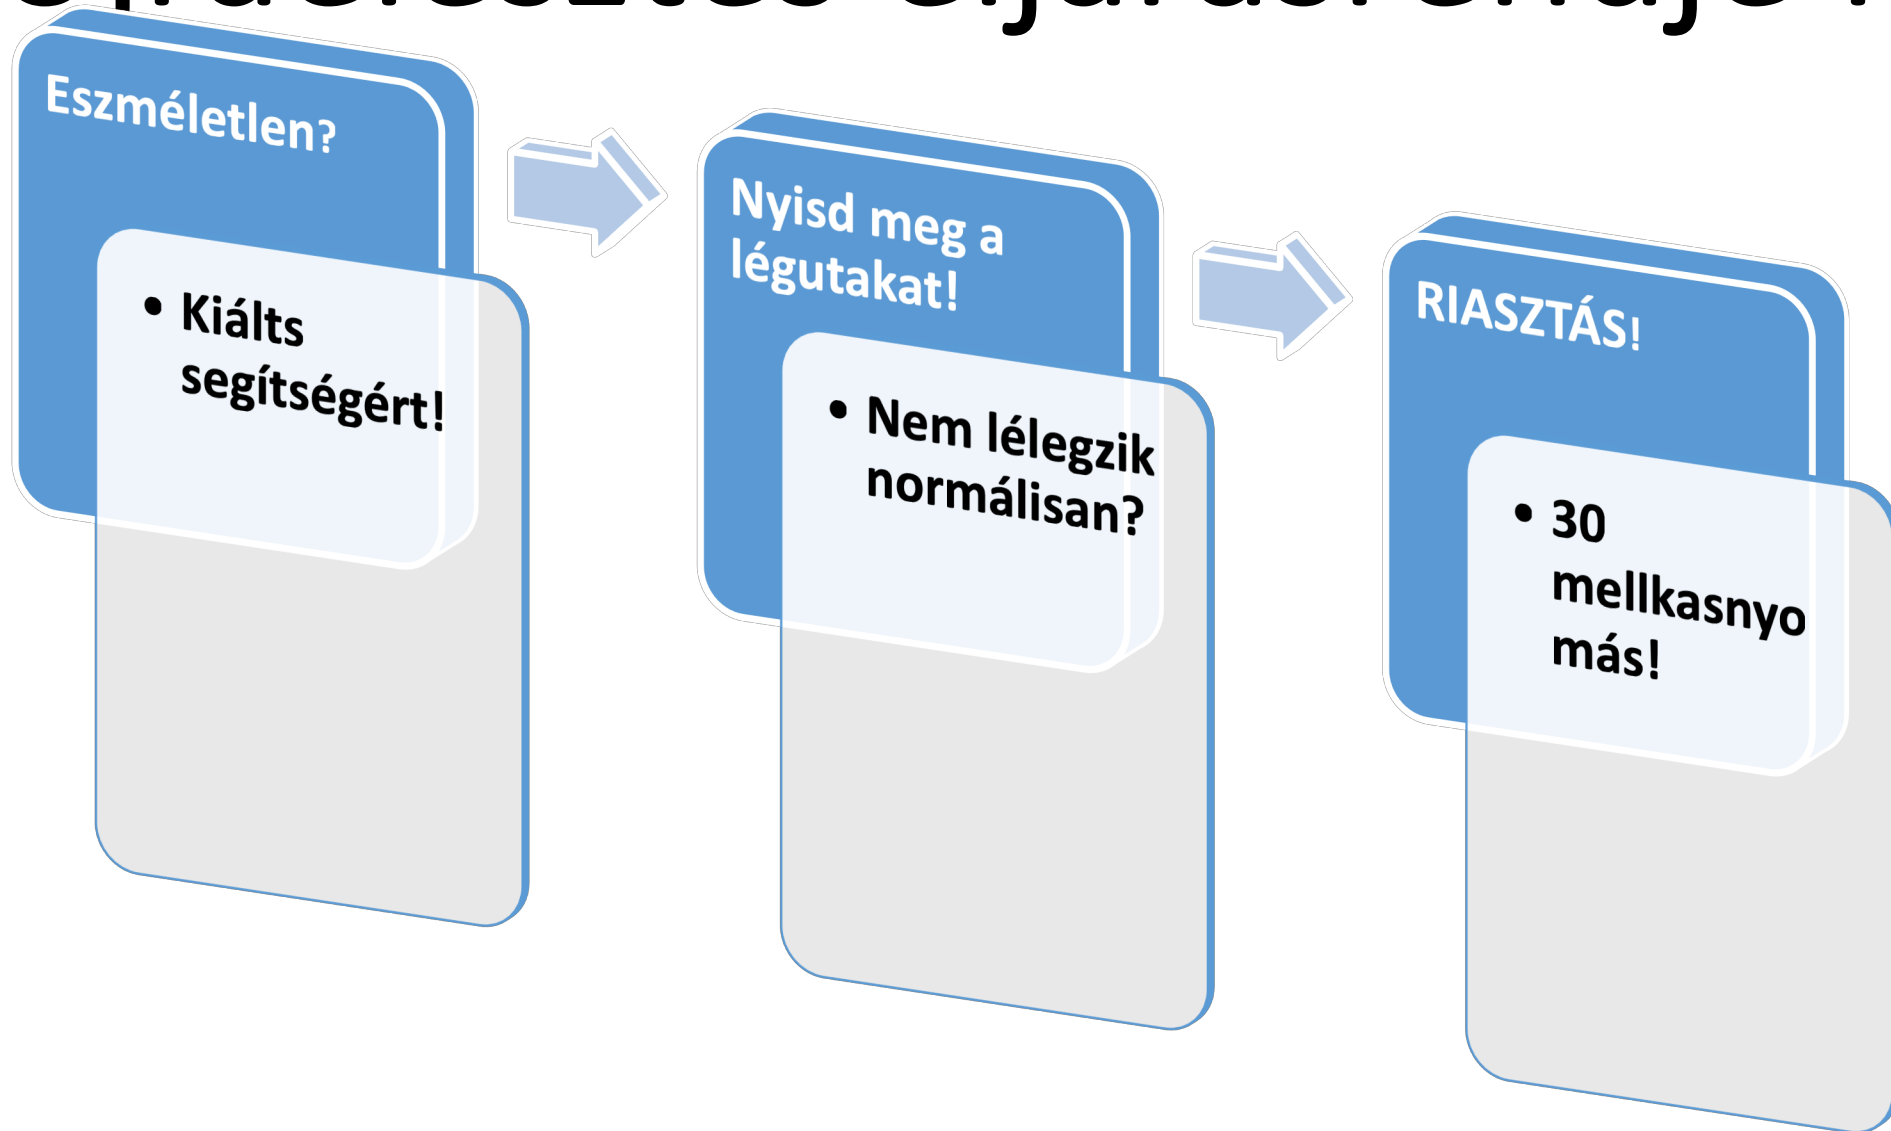 Eszméletlen?
• Kiálts
segítségért!
Nyisd meg a
légutakat!
• Nem lélegzik
normálisan?
RIASZTÁS!
• 30
mellkasnyo
más!